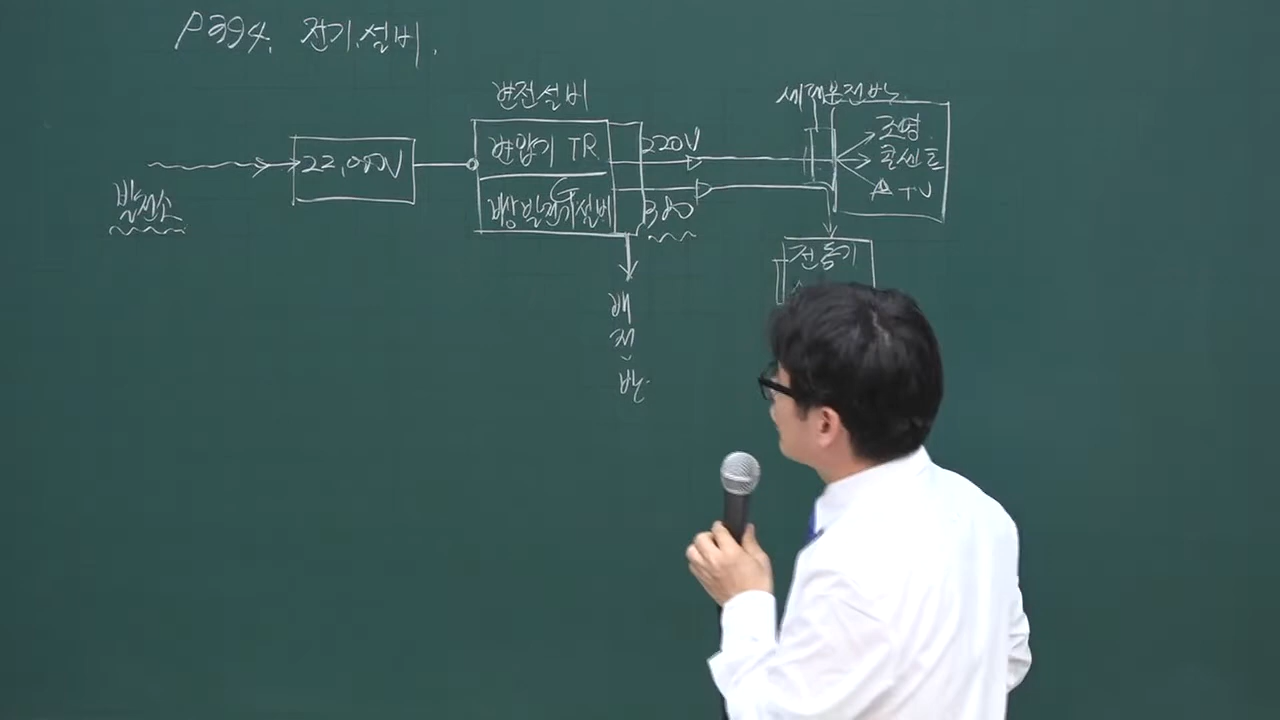 P394. 전기.설비.
변전설비
세대분전반
발전소
22,000V
변압기 TR
220V
조명
콘센트
TV
G
비상발전기설비
380
전동기
배
전
반